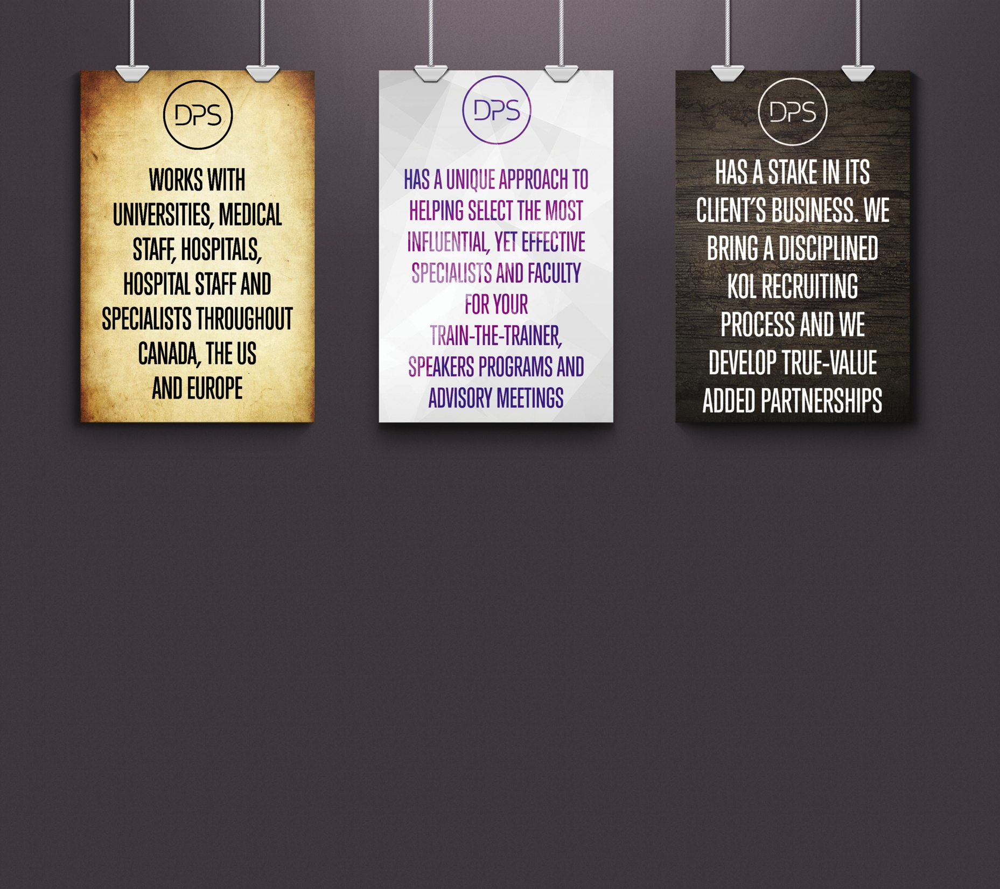 DPS
WORKS WITH
UNIVERSITIES, MEDICAL
STAFF, HOSPITALS,
HOSPITAL STAFF AND
SPECIALISTS THROUGHOUT
CANADA, THE US
AND EUROPE
DPS
HAS A UNIQUE APPROACH TO
HELPING SELECT THE MOST
INFLUENTIAL, YET EFFECTIVE
SPECIALISTS AND FACULTY
FOR YOUR
TRAIN-THE-TRAINER,
SPEAKERS PROGRAMS AND
ADVISORY MEETINGS
DPS
HAS A STAKE IN ITS
CLIENT'S BUSINESS. WE
BRING A DISCIPLINED
KOL RECRUITING
PROCESS AND WE
DEVELOP TRUE-VALUE
ADDED PARTNERSHIPS